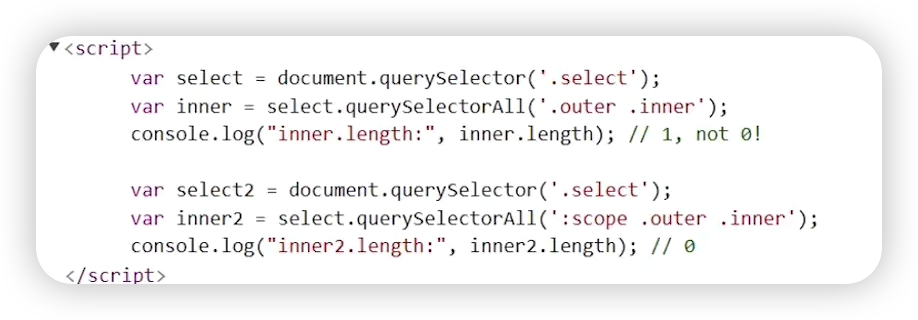 <script>
var select = document.querySelector('.select');
var inner = select.querySelectorAll('.outer .inner');
console.log("inner.length:", inner.length); // 1, not 0!
var select2 = document.querySelector('.select');
var inner2 = select.querySelectorAll(':scope .outer .inner');
console.log("inner2.length:", inner2.length); // 0
</script>